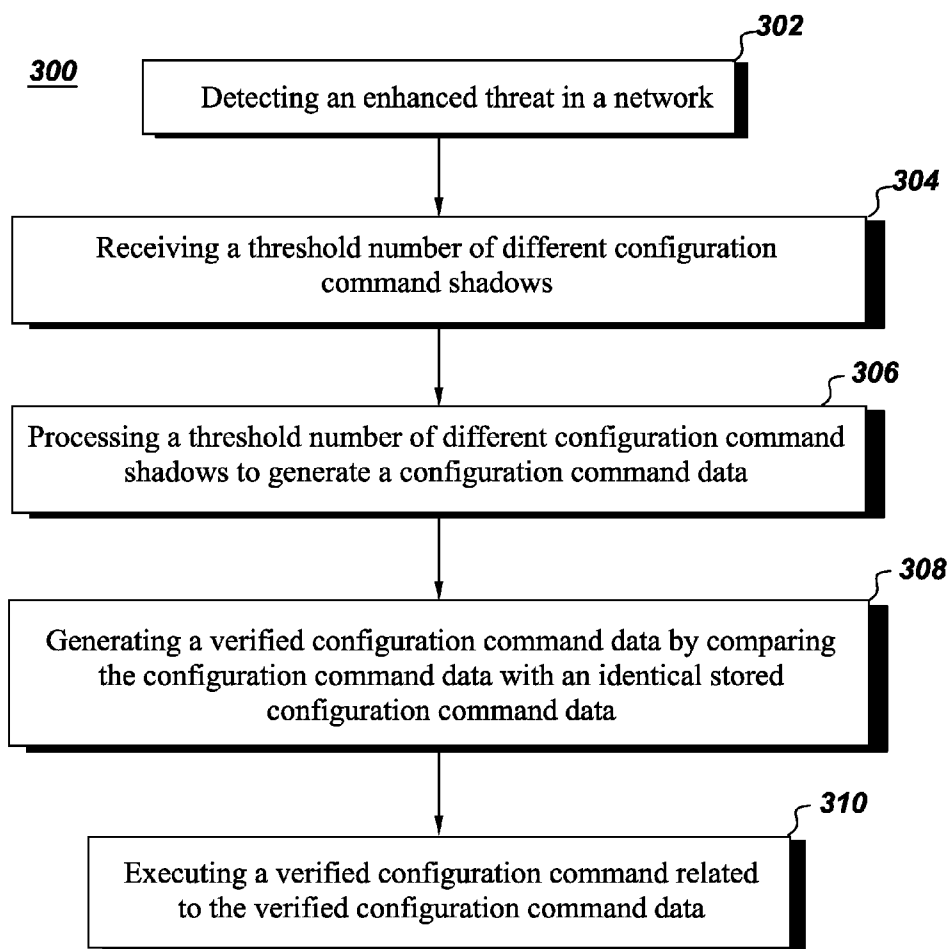 302
300
Detecting an enhanced threat in a network
304
Receiving a threshold number of different configuration
command shadows
306
Processing a threshold number of different configuration command
shadows to generate a configuration command data
308
Generating a verified configuration command data by comparing
the configuration command data with an identical stored
configuration command data
310
Executing a verified configuration command related
to the verified configuration command data